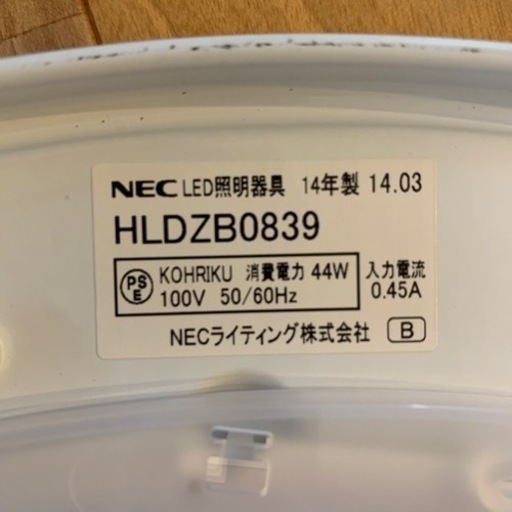 NEC LED照明器具 14年製 14.03
HLDZB0839
PS E KOHRIKU 消費電力 44W 入力電流
100V 50/60Hz 0.45A
NECライティング株式会社 B